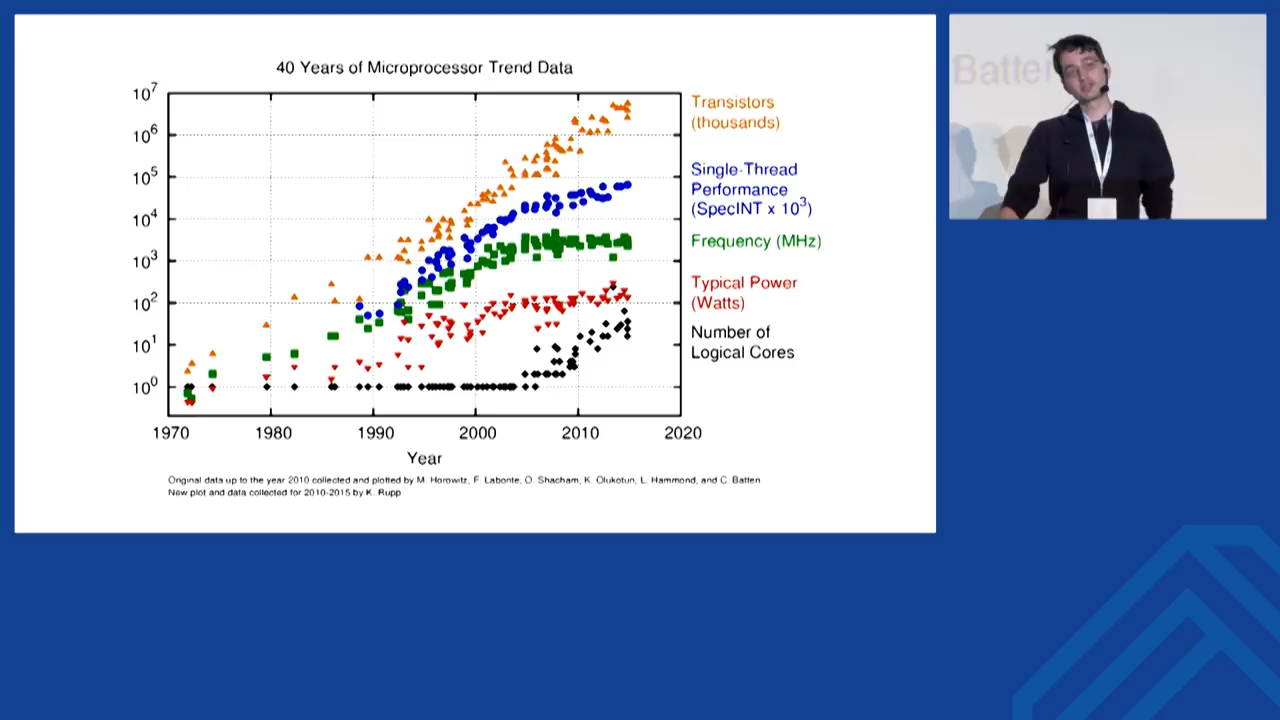 40 Years of Microprocessor Trend Data
10^7
10^6
10^5
10^4
10^3
10^2
10^1
10^0
1970 1980 1990 2000 2010 2020
Year
Transistors
(thousands)
Single-Thread
Performance
(SpecINT x 10^3)
Frequency (MHz)
Typical Power
(Watts)
Number of
Logical Cores
Original data up to the year 2010 collected and plotted by M. Horowitz, F. Labonte, O. Shacham, K. Olukotun, L. Hammond, and C. Batten
New plot and data collected for 2010-2015 by K. Rupp
Batten